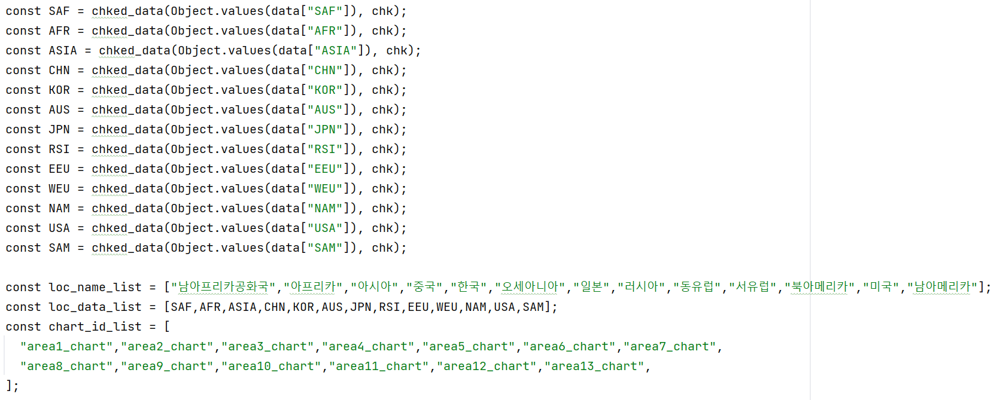 const SAF = chked_data(Object.values(data["SAF"]), chk);
const AFR = chked_data(Object.values(data["AFR"]), chk);
const ASIA = chked_data(Object.values(data["ASIA"]), chk);
const CHN = chked_data(Object.values(data["CHN"]), chk);
const KOR = chked_data(Object.values(data["KOR"]), chk);
const AUS = chked_data(Object.values(data["AUS"]), chk);
const JPN = chked_data(Object.values(data["JPN"]), chk);
const RSI = chked_data(Object.values(data["RSI"]), chk);
const EEU = chked_data(Object.values(data["EEU"]), chk);
const WEU = chked_data(Object.values(data["WEU"]), chk);
const NAM = chked_data(Object.values(data["NAM"]), chk);
const USA = chked_data(Object.values(data["USA"]), chk);
const SAM = chked_data(Object.values(data["SAM"]), chk);
const loc_name_list = ["남아프리카공화국","아프리카","아시아","중국","한국","오세아니아","일본","러시아","동유럽","서유럽","북아메리카","미국","남아메리카"];
const loc_data_list = [SAF,AFR,ASIA,CHN,KOR,AUS,JPN,RSI,EEU,WEU,NAM,USA,SAM];
const chart_id_list = [
"area1_chart","area2_chart","area3_chart","area4_chart","area5_chart","area6_chart","area7_chart",
"area8_chart","area9_chart","area10_chart","area11_chart","area12_chart","area13_chart",
];